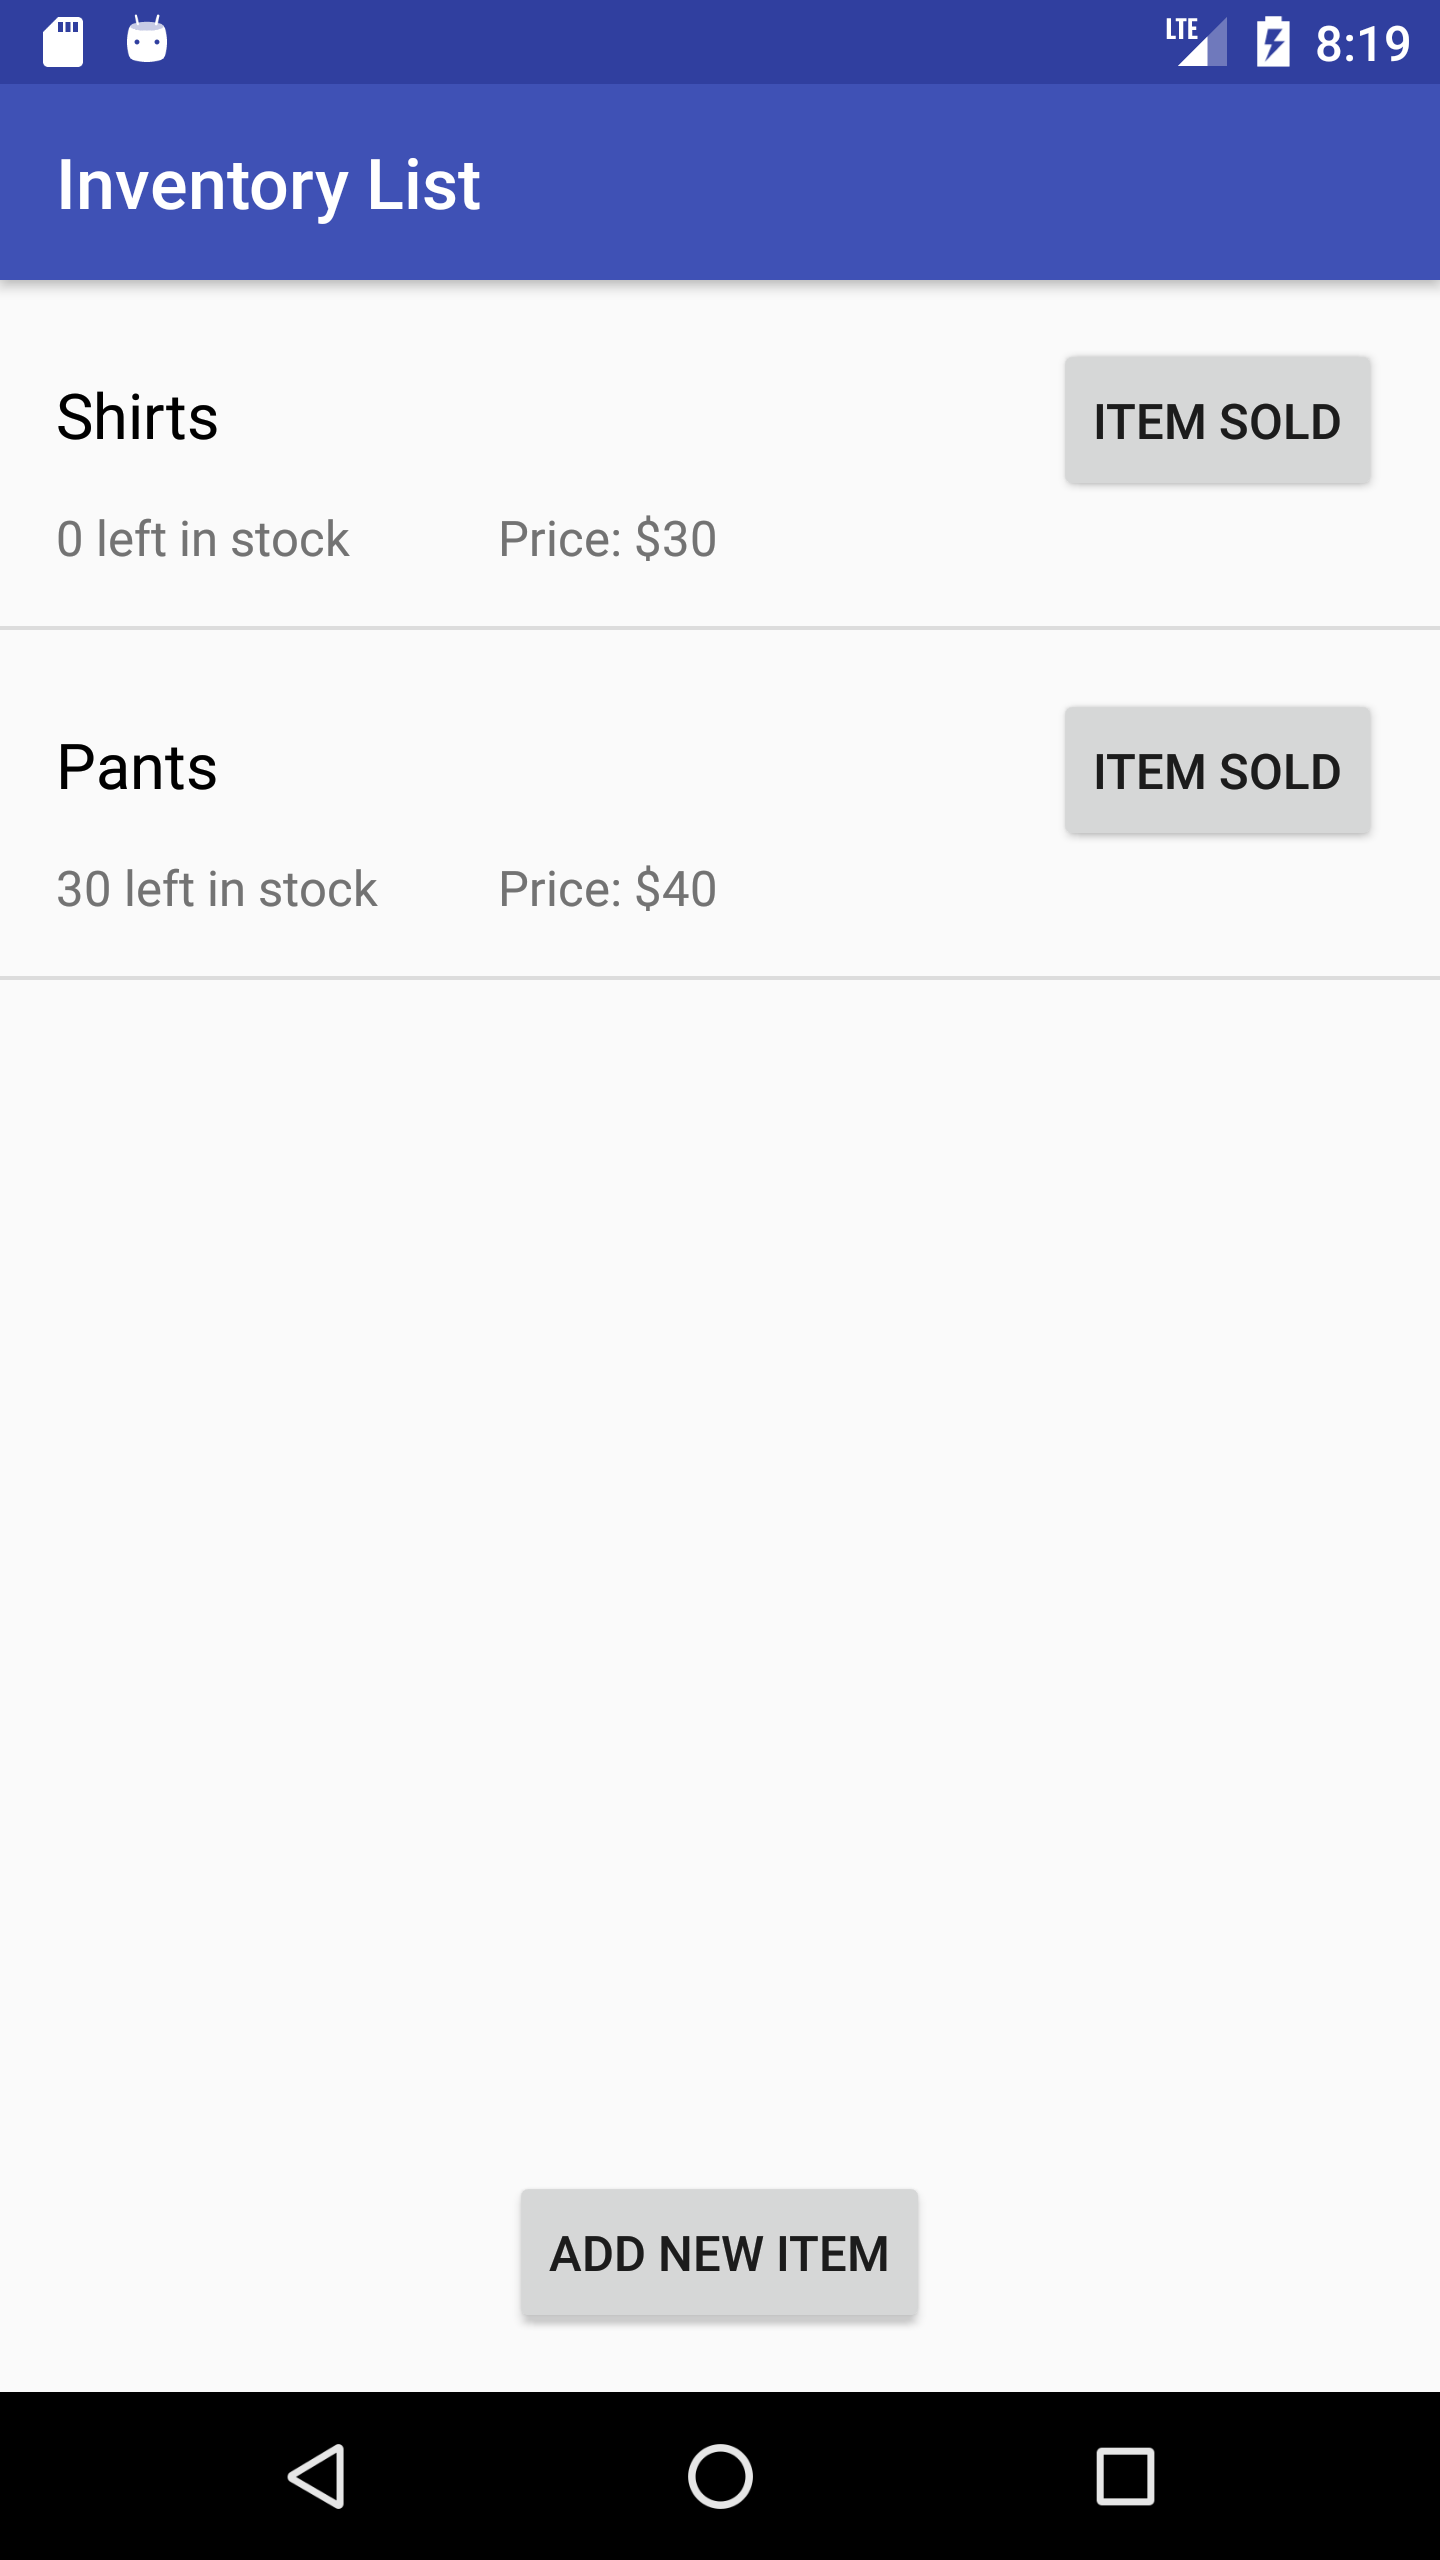 LTE 8:19
Inventory List
Shirts
ITEM SOLD
0 left in stock Price: $30
Pants
ITEM SOLD
30 left in stock Price: $40
ADD NEW ITEM